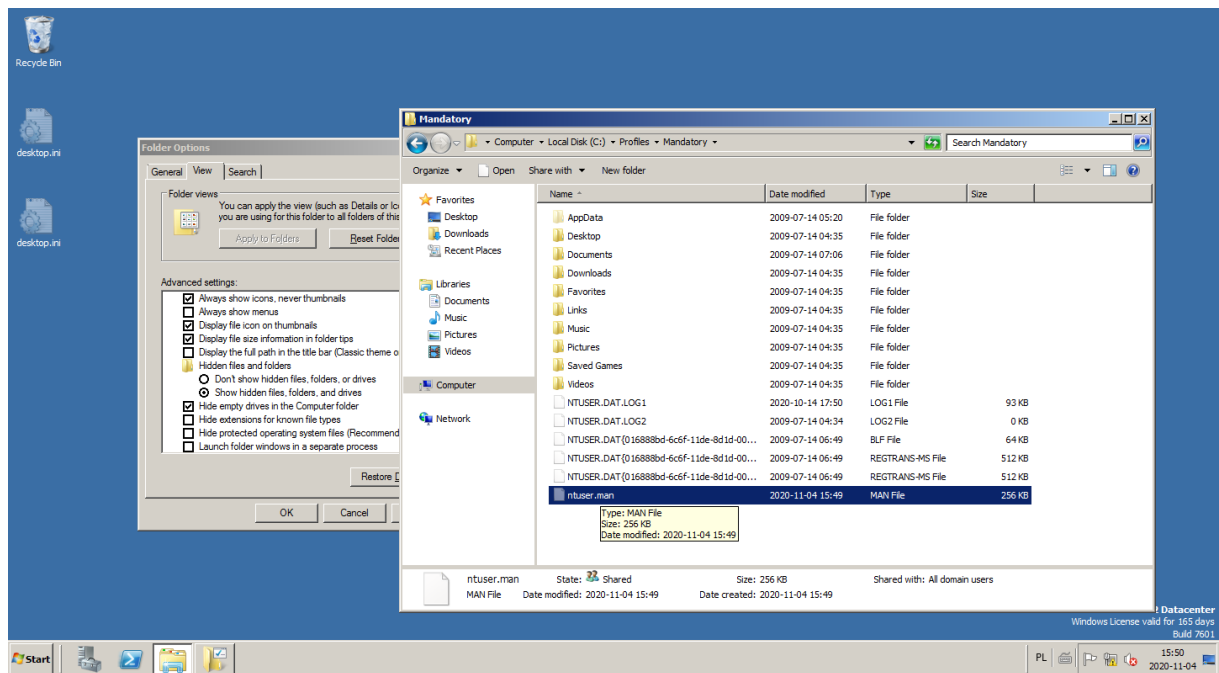 Recycle Bin
desktop.ini
desktop.ini
Folder Options
General View Search
Folder views
You can apply the view (such as Details or Ic
you are using for this folder to all folders of this
Apply to Folders Reset Folde
Advanced settings:
Always show icons, never thumbnails
Always show menus
Display file icon on thumbnails
Display file size information in folder tips
Display the full path in the title bar (Classic theme o
Hidden files and folders
Don't show hidden files, folders, or drives
Show hidden files, folders, and drives
Hide empty drives in the Computer folder
Hide extensions for known file types
Hide protected operating system files (Recommend
Launch folder windows in a separate process
Restore D
OK Cancel
Mandatory
Computer Local Disk (C:) Profiles Mandatory
Search Mandatory
Organize Open Share with New folder
Favorites
Desktop
Downloads
Recent Places
Libraries
Documents
Music
Pictures
Videos
Computer
Network
Name Date modified Type Size
AppData 2009-07-14 05:20 File folder
Desktop 2009-07-14 04:35 File folder
Documents 2009-07-14 07:06 File folder
Downloads 2009-07-14 04:35 File folder
Favorites 2009-07-14 04:35 File folder
Links 2009-07-14 04:35 File folder
Music 2009-07-14 04:35 File folder
Pictures 2009-07-14 04:35 File folder
Saved Games 2009-07-14 04:35 File folder
Videos 2009-07-14 04:35 File folder
NTUSER.DAT.LOG1 2020-10-14 17:50 LOG1 File 93 KB
NTUSER.DAT.LOG2 2009-07-14 04:34 LOG2 File 0 KB
NTUSER.DAT{016888bd-6c6f-11de-8d1d-00... 2009-07-14 06:49 BLF File 64 KB
NTUSER.DAT{016888bd-6c6f-11de-8d1d-00... 2009-07-14 06:49 REGTRANS-MS File 512 KB
NTUSER.DAT{016888bd-6c6f-11de-8d1d-00... 2009-07-14 06:49 REGTRANS-MS File 512 KB
ntuser.man 2020-11-04 15:49 MAN File 256 KB
Type: MAN File
Size: 256 KB
Date modified: 2020-11-04 15:49
ntuser.man State: Shared Size: 256 KB Shared with: All domain users
MAN File Date modified: 2020-11-04 15:49 Date created: 2020-11-04 15:49
2 Datacenter
Windows License valid for 165 days
Build 7601
Start
PL
15:50
2020-11-04